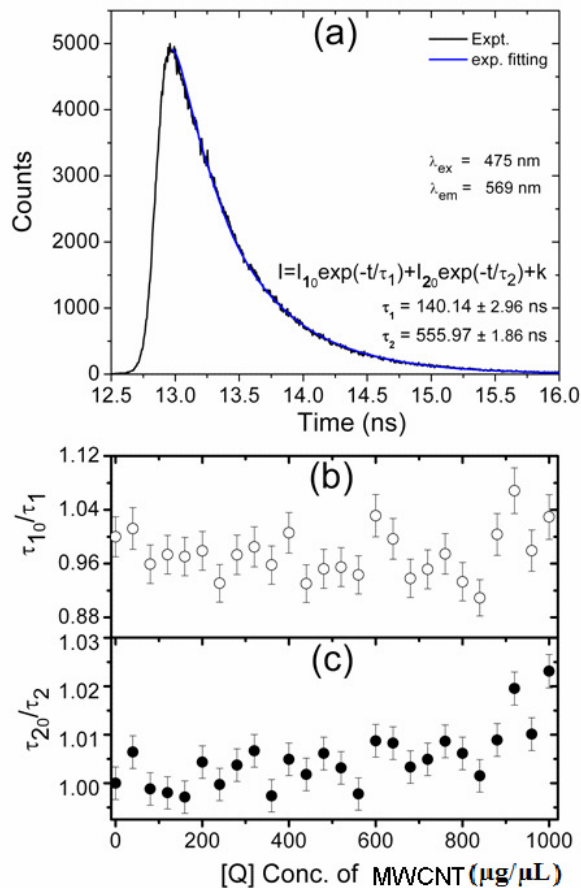 (a)
Expt.
exp. fitting
λex = 475 nm
λem = 569 nm
I=I10exp(-t/τ1)+I20exp(-t/τ2)+k
τ1 = 140.14 ± 2.96 ns
τ2 = 555.97 ± 1.86 ns
Counts
5000
4000
3000
2000
1000
0
12.5 13.0 13.5 14.0 14.5 15.0 15.5 16.0
Time (ns)
(b)
τ10/τ1
1.12
1.04
0.96
0.88
(c)
τ20/τ2
1.03
1.02
1.01
1.00
0 200 400 600 800 1000
[Q] Conc. of MWCNT (µg/µL)